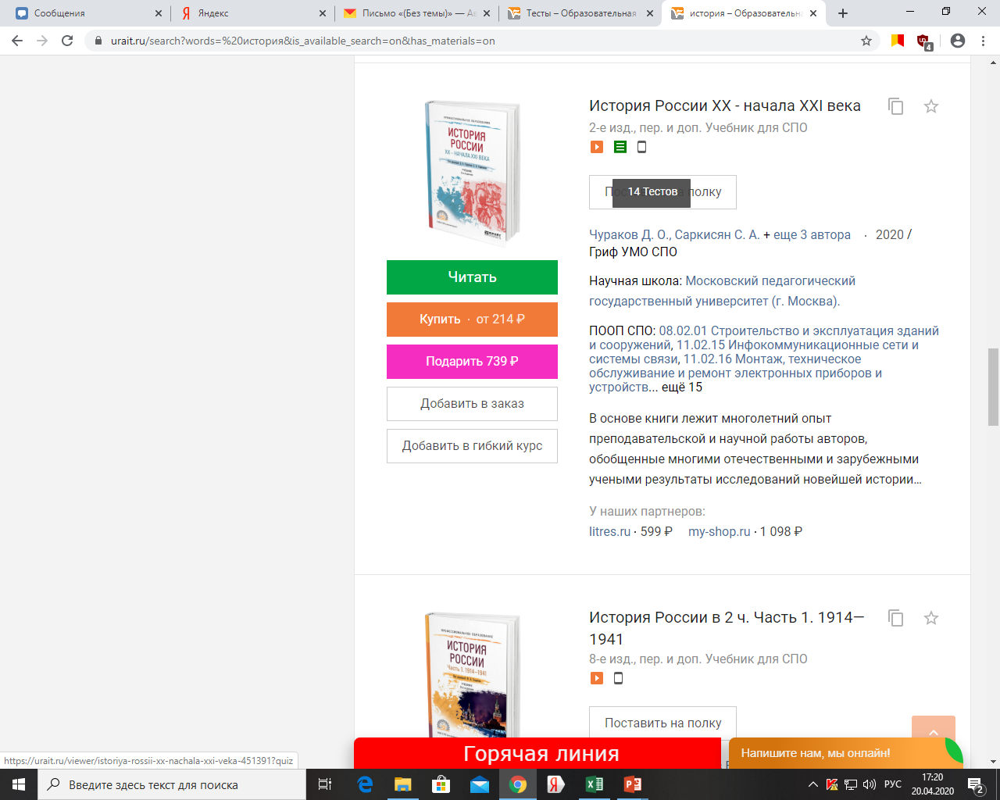 Сообщения
Яндекс
Письмо «(Без темы)» — Ав
Тесты – Образовательная
история – Образовательна
urait.ru/search?words=%20история&is_available_search=on&has_materials=on
4
ПРОФЕССИОНАЛЬНОЕ ОБРАЗОВАНИЕ
ИСТОРИЯ
РОССИИ
XX – НАЧАЛА XXI ВЕКА
История России XX - начала XXI века
2-е изд., пер. и доп. Учебник для СПО
14 Тестов
полку
Чураков Д. О., Саркисян С. А. + еще 3 автора · 2020 /
Гриф УМО СПО
Читать
Научная школа: Московский педагогический
государственный университет (г. Москва).
Купить · от 214 ₽
ПООП СПО: 08.02.01 Строительство и эксплуатация зданий
и сооружений, 11.02.15 Инфокоммуникационные сети и
системы связи, 11.02.16 Монтаж, техническое
обслуживание и ремонт электронных приборов и
устройств... ещё 15
Подарить 739 ₽
Добавить в заказ
Добавить в гибкий курс
В основе книги лежит многолетний опыт
преподавательской и научной работы авторов,
обобщенные многими отечественными и зарубежными
учеными результаты исследований новейшей истории…
У наших партнеров:
litres.ru · 599 ₽ my-shop.ru · 1 098 ₽
ПРОФЕССИОНАЛЬНОЕ ОБРАЗОВАНИЕ
ИСТОРИЯ
РОССИИ
Часть 1. 1914–1941
История России в 2 ч. Часть 1. 1914—
1941
8-е изд., пер. и доп. Учебник для СПО
Поставить на полку
Горячая линия
Напишите нам, мы онлайн!
https://urait.ru/viewer/istoriya-rossii-xx-nachala-xxi-veka-451391?quiz
Введите здесь текст для поиска
РУС
17:20
20.04.2020
2